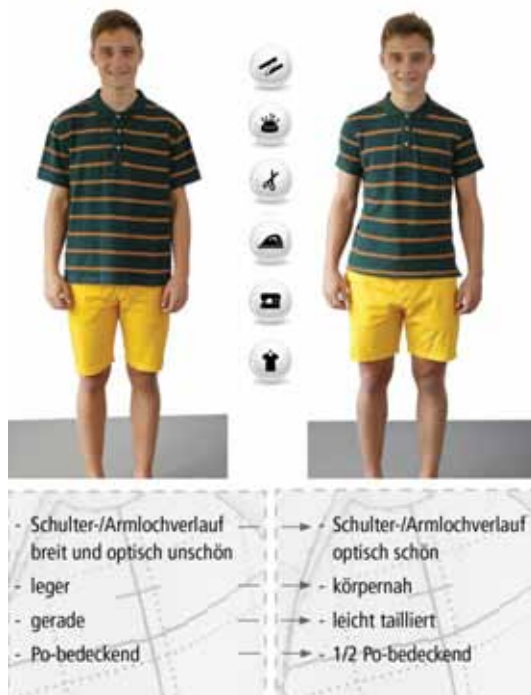 - Schulter-/Armlochverlauf
breit und optisch unschön
- leger
- gerade
- Po-bedeckend
- Schulter-/Armlochverlauf
optisch schön
- körpernah
- leicht tailliert
- 1/2 Po-bedeckend